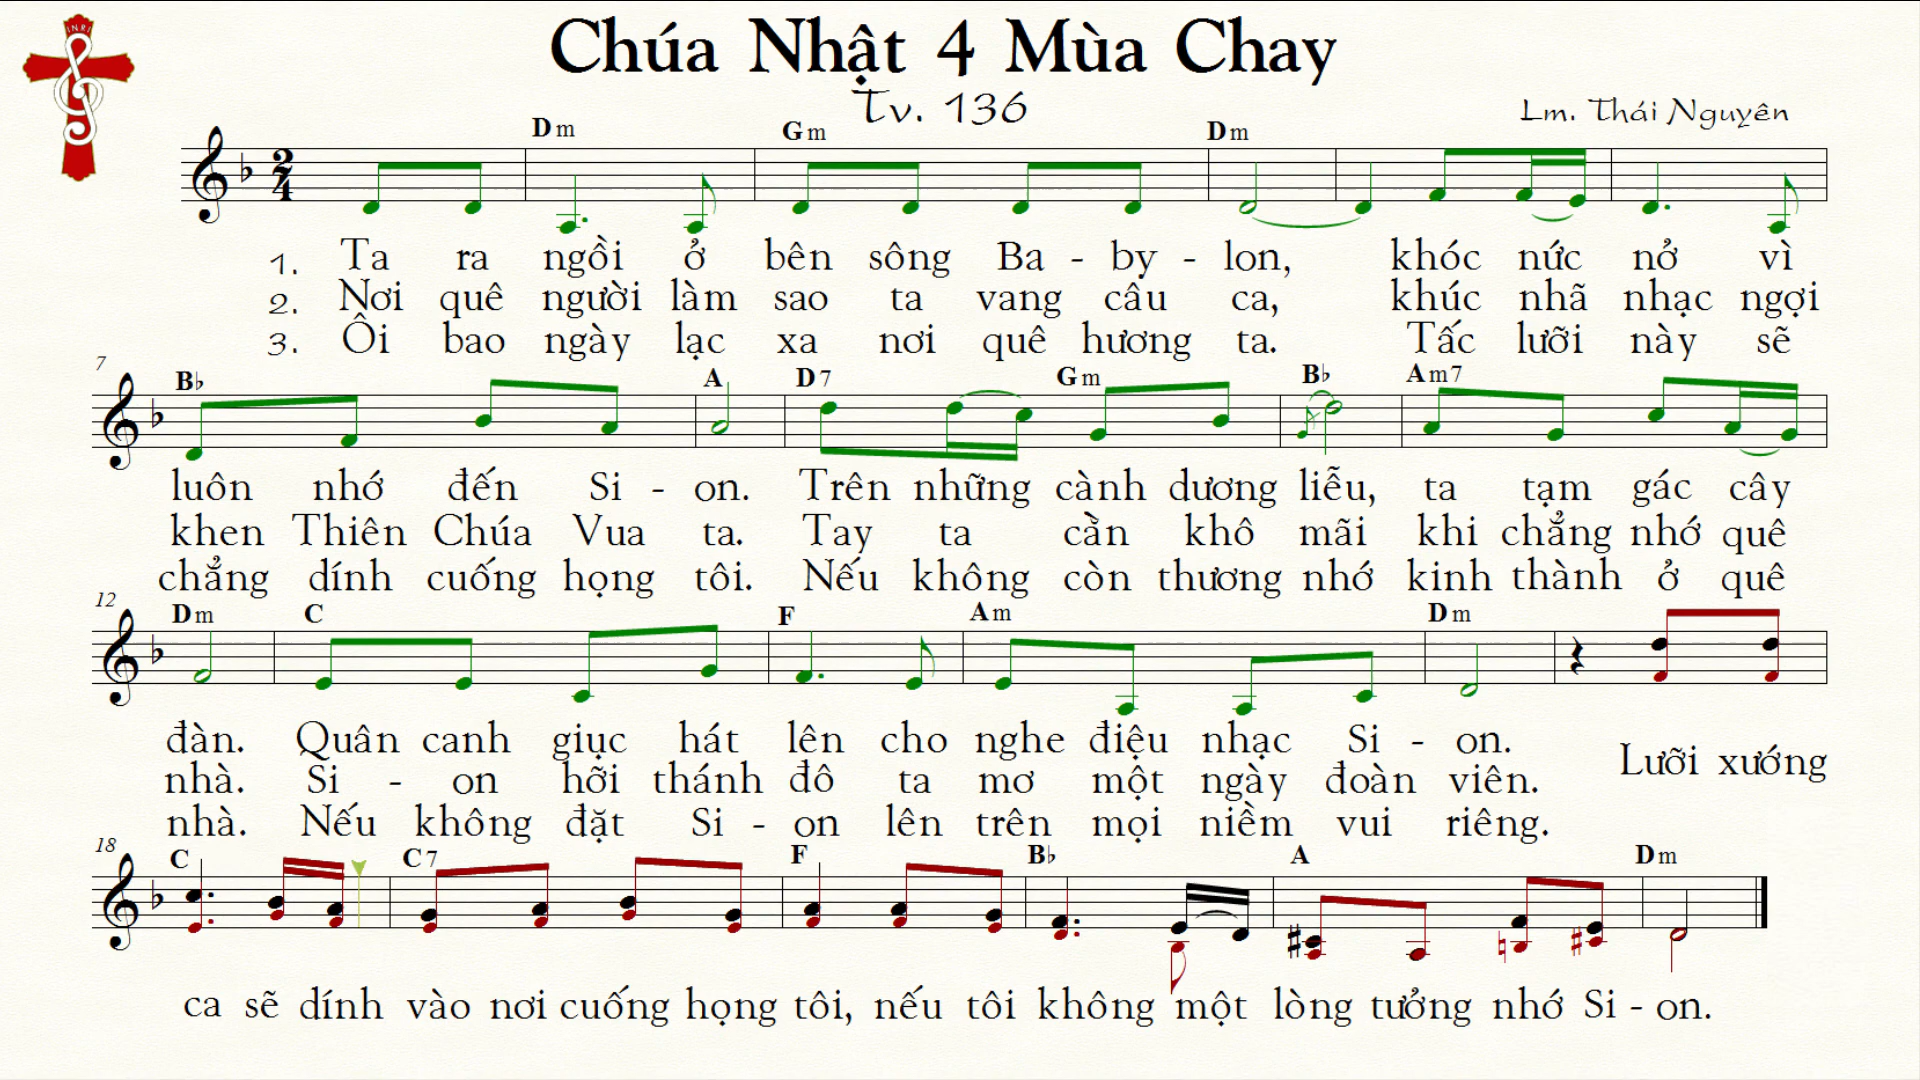 INRI
Chúa Nhật 4 Mùa Chay
Tv. 136
Lm. Thái Nguyên
Dm Gm Dm
2
4
1. Ta ra ngồi ở bên sông Ba - by - lon, khóc nức nở vì
2. Nơi quê người làm sao ta vang câu ca, khúc nhã nhạc ngợi
3. Ôi bao ngày lạc xa nơi quê hương ta. Tấc lưỡi này sẽ
7
B♭ A D7 Gm B♭ Am7
luôn nhớ đến Si - on. Trên những cành dương liễu, ta tạm gác cây
khen Thiên Chúa Vua ta. Tay ta cằn khô mãi khi chẳng nhớ quê
chẳng dính cuống họng tôi. Nếu không còn thương nhớ kinh thành ở quê
12
Dm C F Am Dm
đàn. Quân canh giục hát lên cho nghe điệu nhạc Si - on.
nhà. Si - on hỡi thánh đô ta mơ một ngày đoàn viên.
nhà. Nếu không đặt Si - on lên trên mọi niềm vui riêng.
Lưỡi xướng
18
C C7 F B♭ A Dm
ca sẽ dính vào nơi cuống họng tôi, nếu tôi không một lòng tưởng nhớ Si - on.